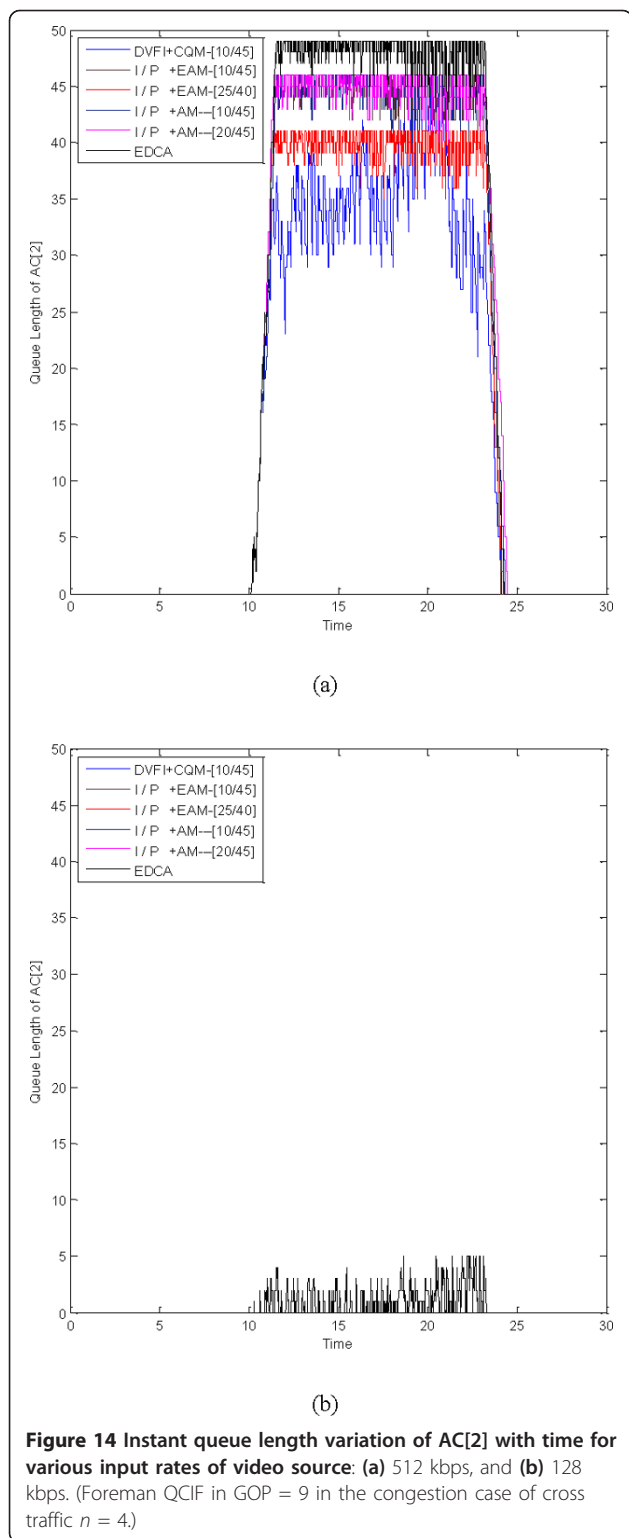 50
45
40
35
30
25
20
15
10
5
0
Queue Length of AC[2]
DVFI+CQM-[10/45]
I / P +EAM-[10/45]
I / P +EAM-[25/40]
I / P +AM---[10/45]
I / P +AM---[20/45]
EDCA
0 5 10 15 20 25 30
Time
(a)
50
45
40
35
30
25
20
15
10
5
0
Queue Length of AC[2]
DVFI+CQM-[10/45]
I / P +EAM-[10/45]
I / P +EAM-[25/40]
I / P +AM---[10/45]
I / P +AM---[20/45]
EDCA
0 5 10 15 20 25 30
Time
(b)
Figure 14 Instant queue length variation of AC[2] with time for
various input rates of video source: (a) 512 kbps, and (b) 128
kbps. (Foreman QCIF in GOP = 9 in the congestion case of cross
traffic n = 4.)